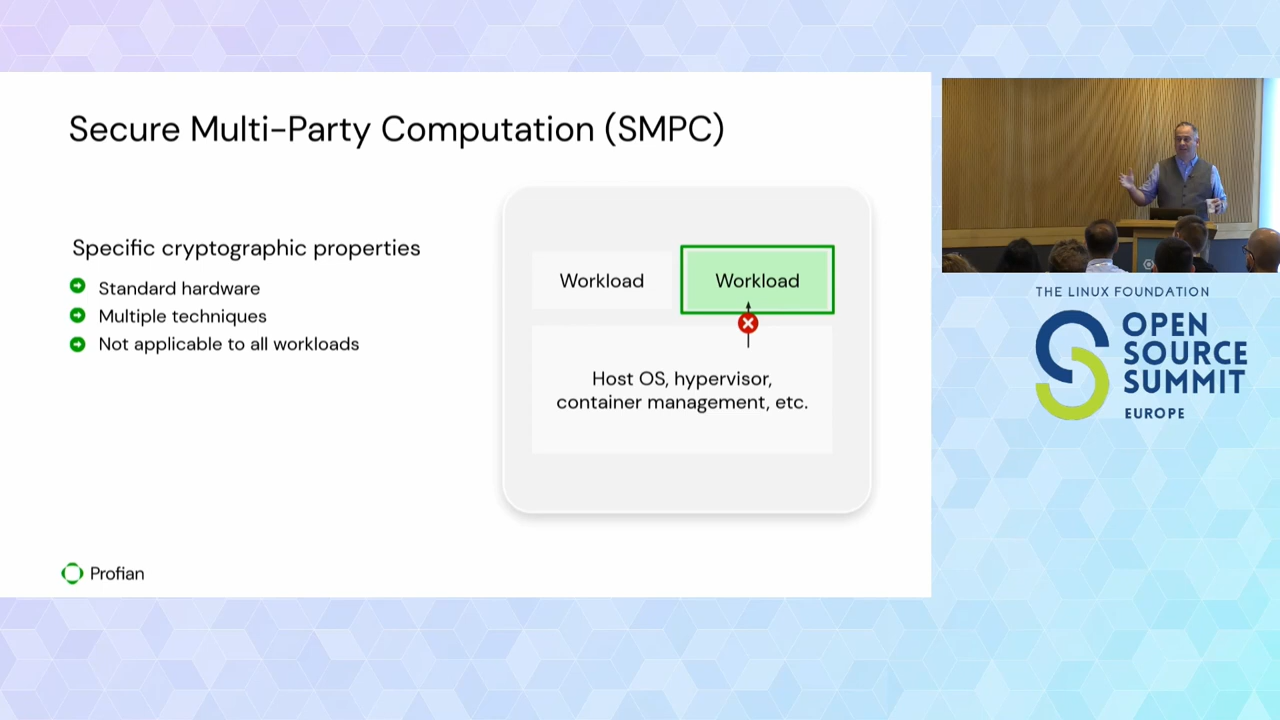 Secure Multi-Party Computation (SMPC)
Specific cryptographic properties
Standard hardware
Multiple techniques
Not applicable to all workloads
Workload
Workload
Host OS, hypervisor,
container management, etc.
Profian
THE LINUX FOUNDATION
OPEN
SOURCE
SUMMIT
EUROPE